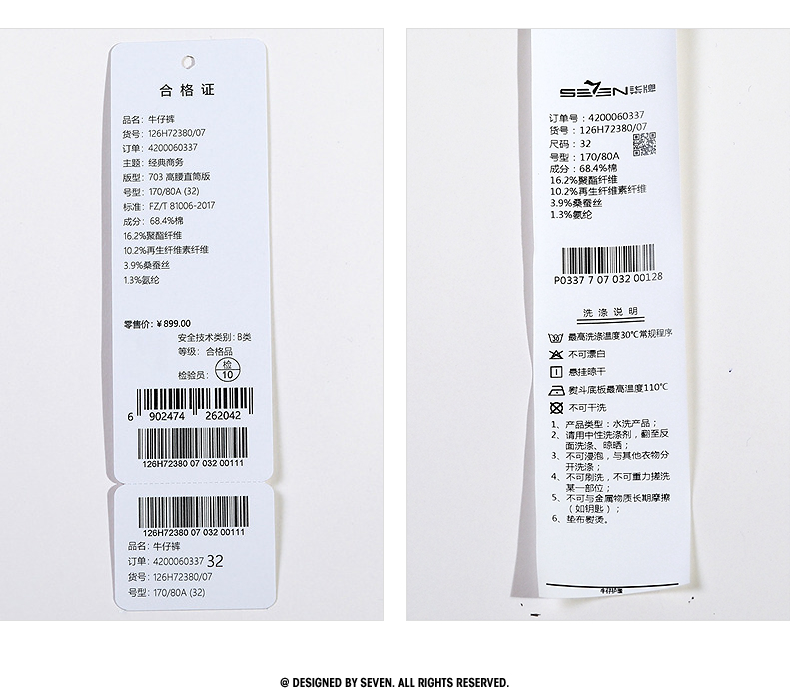 合格证
品名：牛仔裤
货号：126H72380/07
订单：4200060337
主题：经典商务
版型：703 高腰直筒版
号型：170/80A (32)
标准：FZ/T 81006-2017
成分：68.4%棉
16.2%聚酯纤维
10.2%再生纤维素纤维
3.9%桑蚕丝
1.3%氨纶
零售价：¥899.00
安全技术类别：B类
等级：合格品
检验员：检 10
6 902474 262042
126H72380 07 032 00111
126H72380 07 032 00111
品名：牛仔裤
订单：4200060337 32
货号：126H72380/07
号型：170/80A (32)
SEVEN 柒牌
订单号：4200060337
货号：126H72380/07
尺码：32
号型：170/80A
成分：68.4%棉
16.2%聚酯纤维
10.2%再生纤维素纤维
3.9%桑蚕丝
1.3%氨纶
P0337 7 07 032 00128
洗涤说明
最高洗涤温度30℃常规程序
不可漂白
悬挂晾干
熨斗底板最高温度110℃
不可干洗
1、产品类型：水洗产品；
2、请用中性洗涤剂，翻至反
面洗涤、晾晒；
3、不可浸泡，与其他衣物分
开洗涤；
4、不可刷洗，不可重力搓洗
某一部位；
5、不可与金属物质长期摩擦
（如钥匙）；
6、垫布熨烫。
@ DESIGNED BY SEVEN. ALL RIGHTS RESERVED.